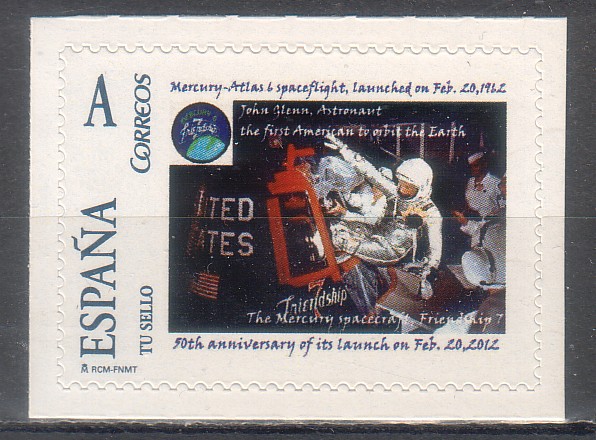 Mercury-Atlas 6 spaceflight, launched on Feb. 20,1962
A
CORREOS
John Glenn, Astronaut
the first American to orbit the Earth
ITED
ATES
Friendship
The Mercury spacecraft, Friendship 7
ESPAÑA
TU SELLO
50th anniversary of its launch on Feb. 20,2012
RCM-FNMT